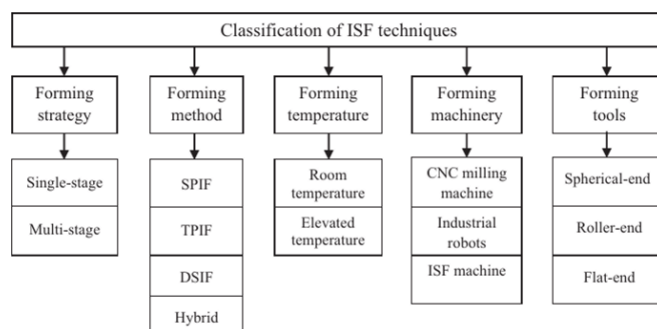 Classification of ISF techniques
Forming
strategy
Single-stage
Multi-stage
Forming
method
SPIF
TPIF
DSIF
Hybrid
Forming
temperature
Room
temperature
Elevated
temperature
Forming
machinery
CNC milling
machine
Industrial
robots
ISF machine
Forming
tools
Spherical-end
Roller-end
Flat-end